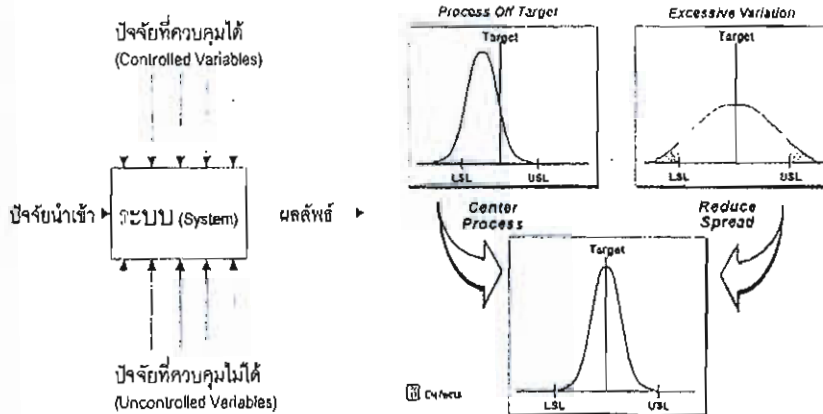 ปัจจัยที่ควบคุมได้
(Controlled Variables)
ปัจจัยนำเข้า
ระบบ (System)
ผลลัพธ์
ปัจจัยที่ควบคุมไม่ได้
(Uncontrolled Variables)
Process Off Target
Target
LSL
USL
Excessive Variation
Target
LSL
USL
Center
Process
Reduce
Spread
Target
LSL
USL